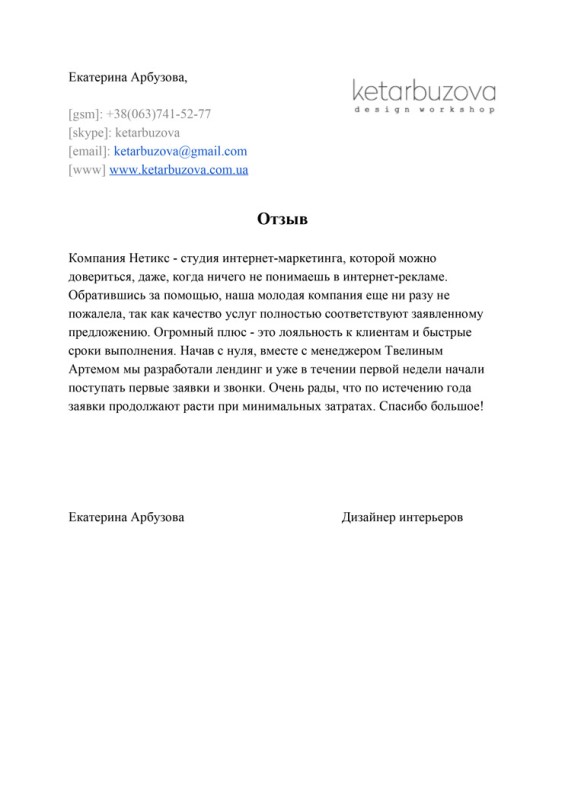 Екатерина Арбузова,
ketarbuzova
design workshop
[gsm]: +38(063)741-52-77
[skype]: ketarbuzova
[email]: ketarbuzova@gmail.com
[www] www.ketarbuzova.com.ua
Отзыв
Компания Нетикс - студия интернет-маркетинга, которой можно
довериться, даже, когда ничего не понимаешь в интернет-рекламе.
Обратившись за помощью, наша молодая компания еще ни разу не
пожалела, так как качество услуг полностью соответствуют заявленному
предложению. Огромный плюс - это лояльность к клиентам и быстрые
сроки выполнения. Начав с нуля, вместе с менеджером Твелиным
Артемом мы разработали лендинг и уже в течении первой недели начали
поступать первые заявки и звонки. Очень рады, что по истечению года
заявки продолжают расти при минимальных затратах. Спасибо большое!
Екатерина Арбузова Дизайнер интерьеров